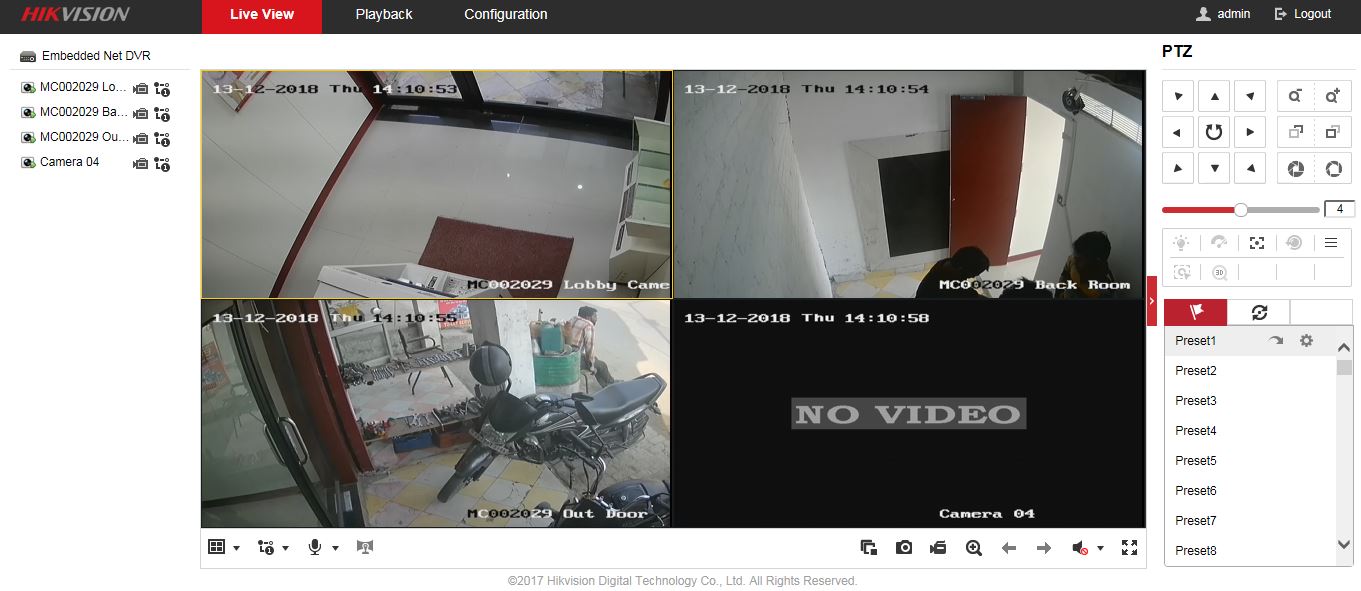 HIKVISION
Live View
Playback
Configuration
admin
Logout
Embedded Net DVR
MC002029 Lo...
MC002029 Ba...
MC002029 Ou...
Camera 04
13-12-2018 Thu 14:10:53
MC002029 Lobby Came
13-12-2018 Thu 14:10:54
MC002029 Back Room
13-12-2018 Thu 14:10:55
MC002029 Out Door
13-12-2018 Thu 14:10:58
NO VIDEO
Camera 04
PTZ
4
3D
Preset1
Preset2
Preset3
Preset4
Preset5
Preset6
Preset7
Preset8
©2017 Hikvision Digital Technology Co., Ltd. All Rights Reserved.